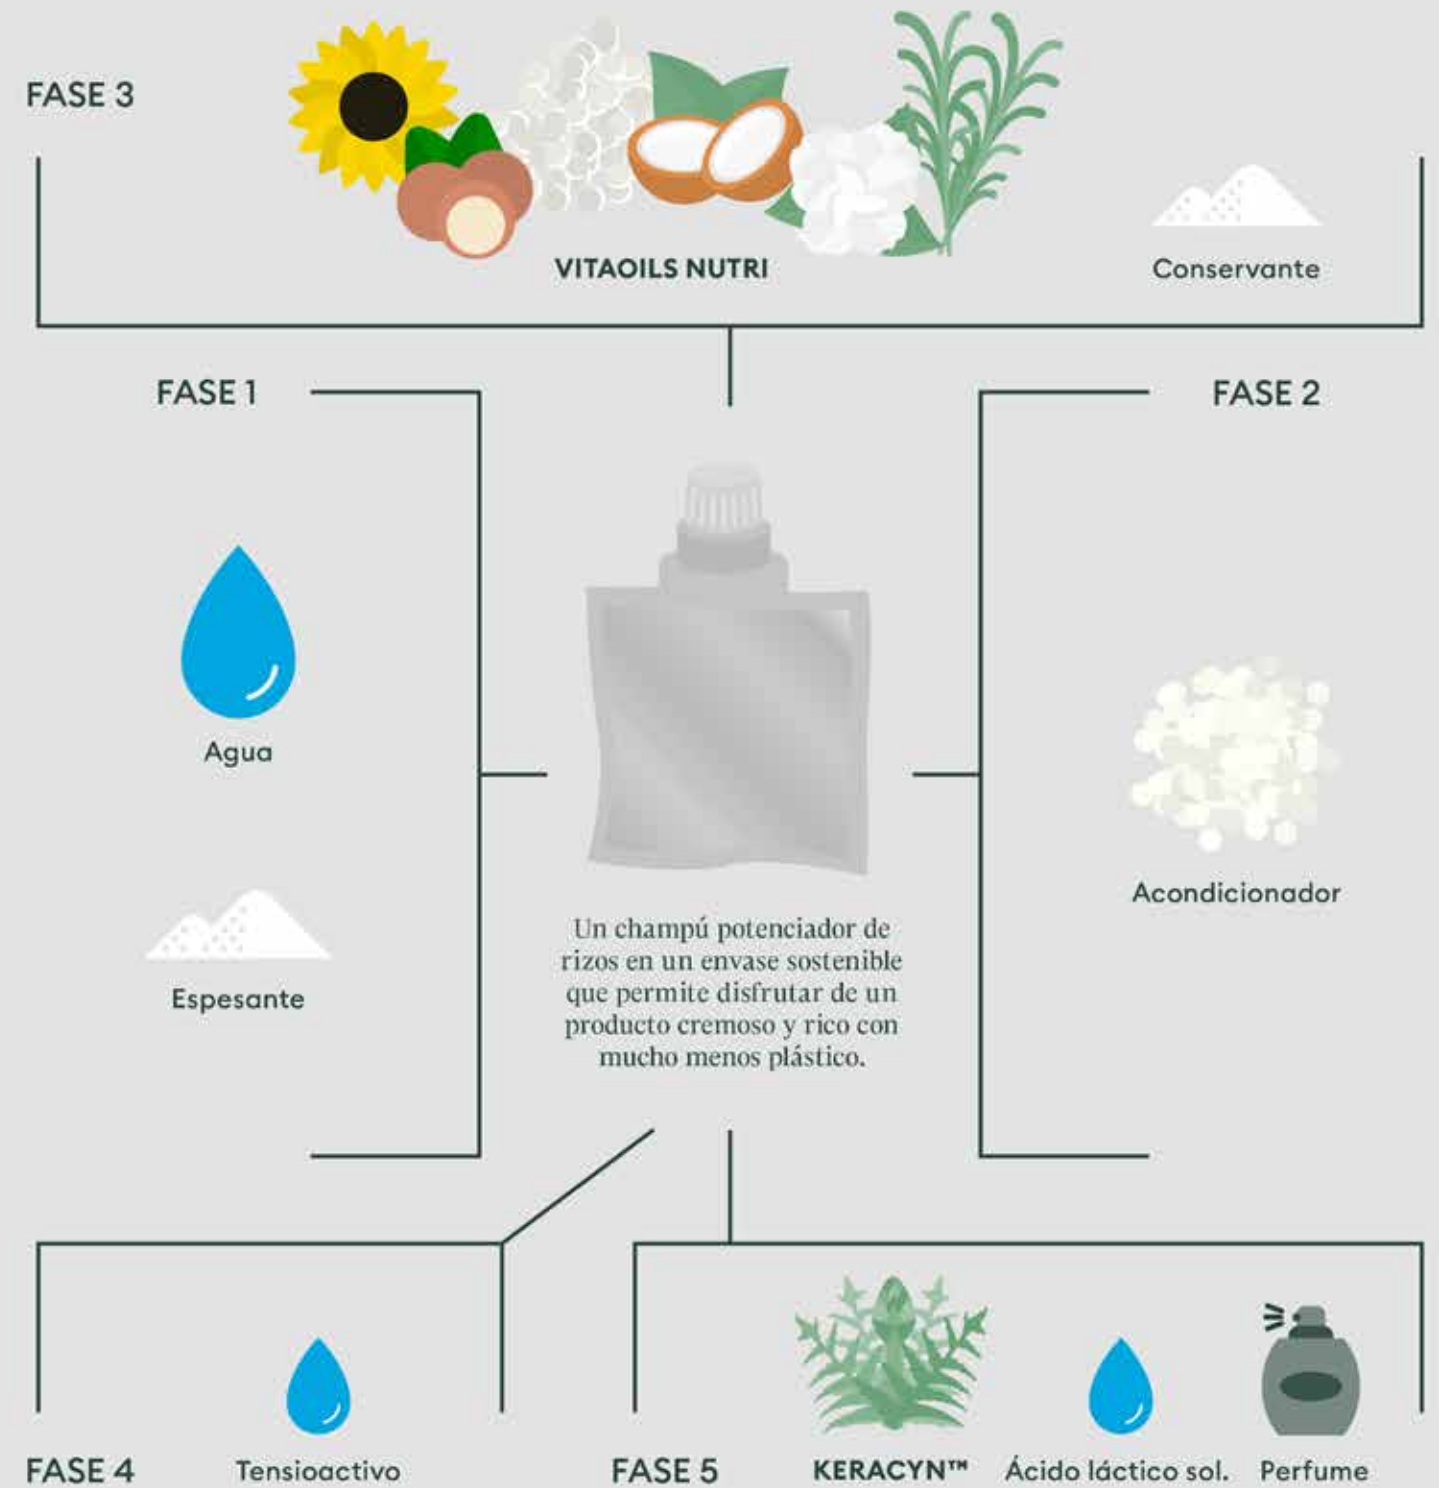 FASE 3
VITAOILS NUTRI
Conservante
FASE 1
FASE 2
Agua
Espesante
Acondicionador
Un champú potenciador de
rizos en un envase sostenible
que permite disfrutar de un
producto cremoso y rico con
mucho menos plástico.
FASE 4
Tensioactivo
FASE 5
KERACYN™
Ácido láctico sol.
Perfume